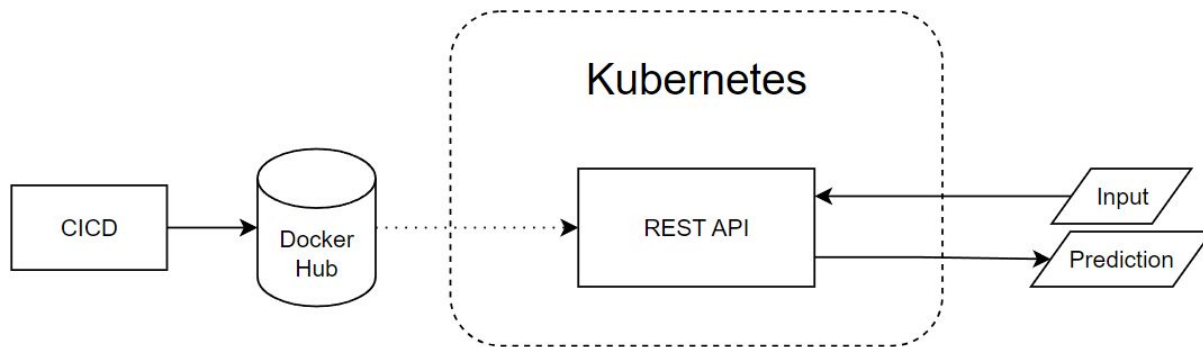 Kubernetes
CICD
Docker
Hub
REST API
Input
Prediction